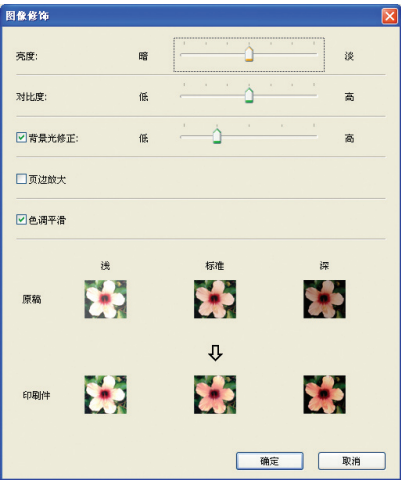 图像修饰
亮度: 暗 淡
对比度: 低 高
背景光修正: 低 高
页边放大
色调平滑
浅 标准 深
原稿
印刷件
确定 取消